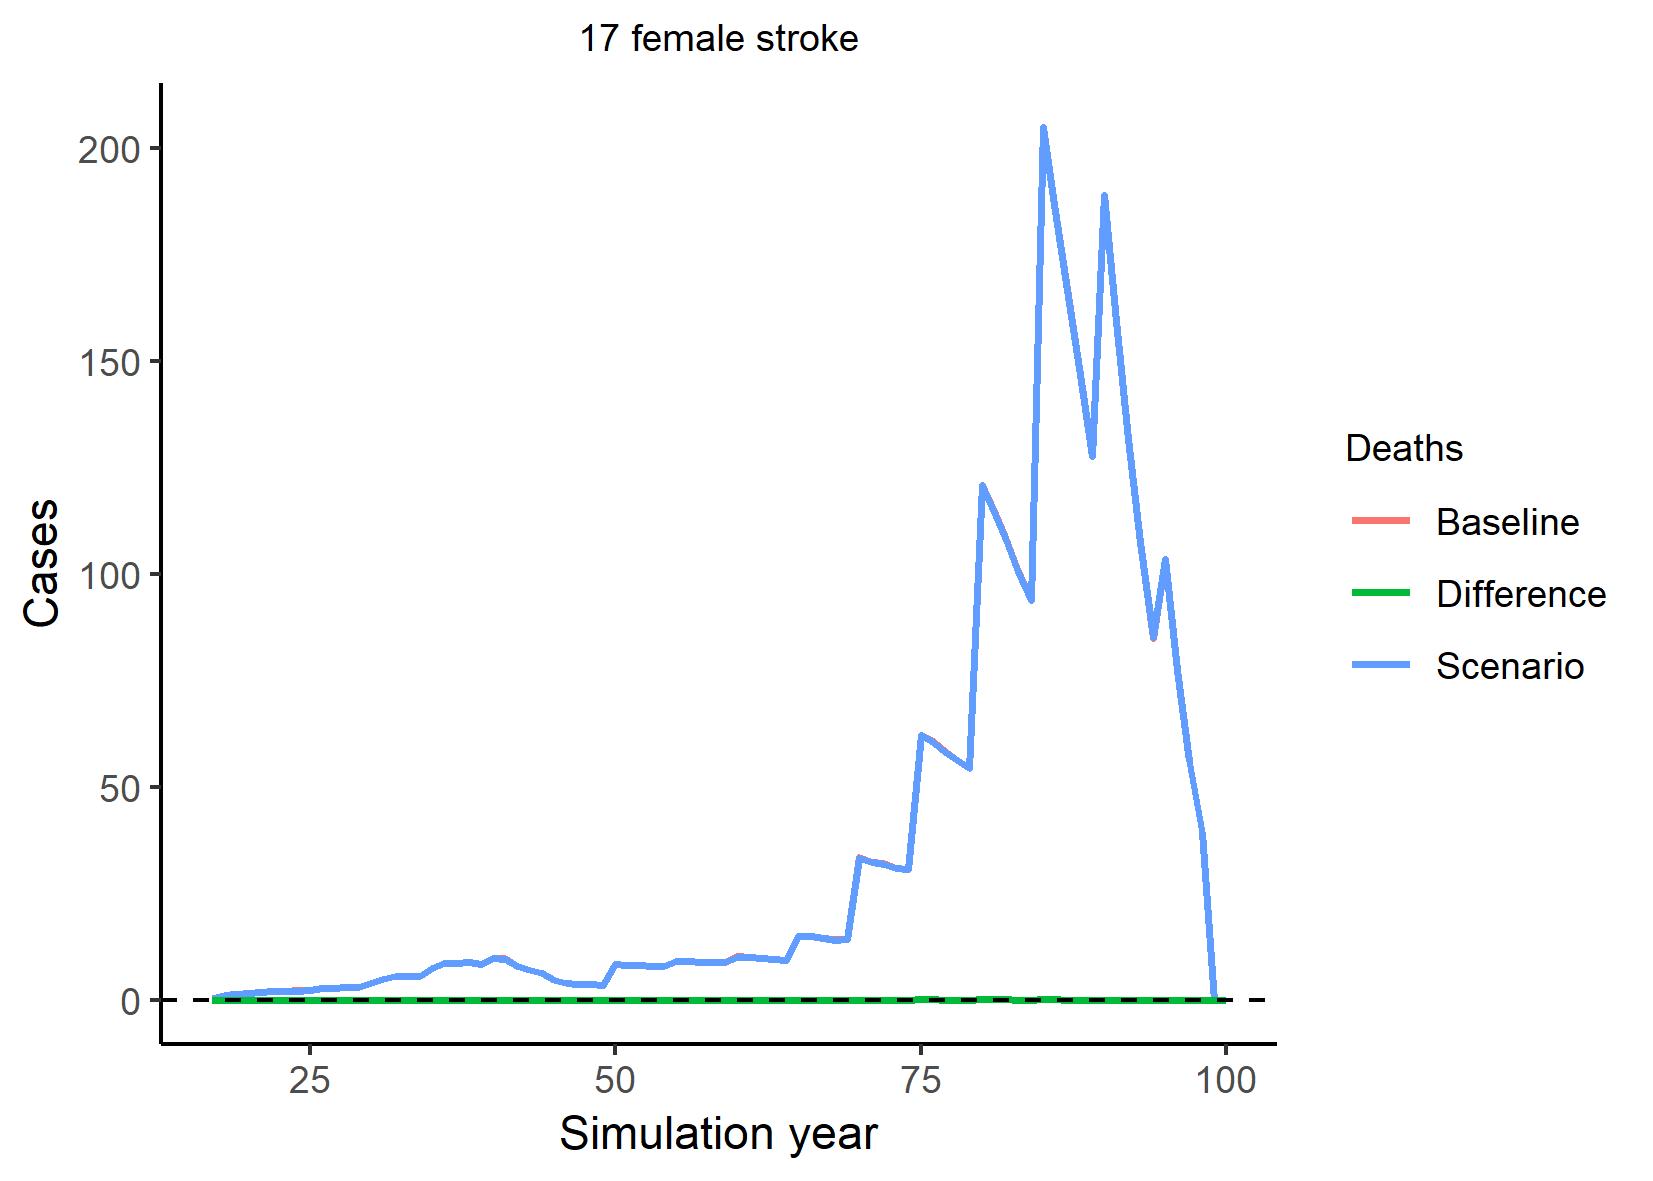 17 female stroke
200
150
100
50
0
Cases
25 50 75 100
Simulation year
Deaths
Baseline
Difference
Scenario